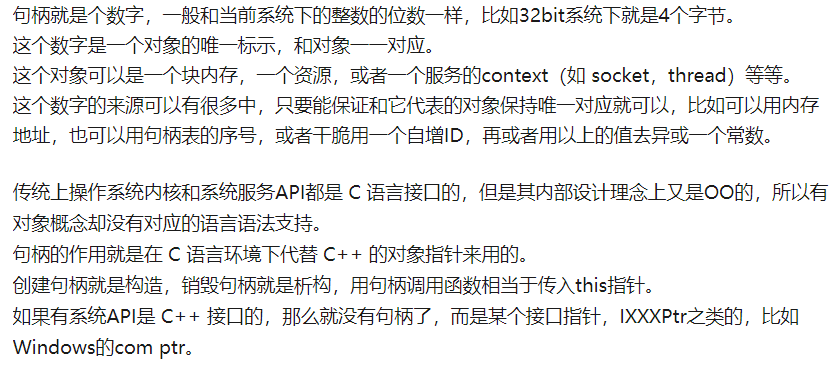 句柄就是个数字，一般和当前系统下的整数的位数一样，比如32bit系统下就是4个字节。
这个数字是一个对象的唯一标示，和对象一一对应。
这个对象可以是一个块内存，一个资源，或者一个服务的context（如 socket，thread）等等。
这个数字的来源可以有很多中，只要能保证和它代表的对象保持唯一对应就可以，比如可以用内存
地址，也可以用句柄表的序号，或者干脆用一个自增ID，再或者用以上的值去异或一个常数。
传统上操作系统内核和系统服务API都是 C 语言接口的，但是其内部设计理念上又是OO的，所以有
对象概念却没有对应的语言语法支持。
句柄的作用就是在 C 语言环境下代替 C++ 的对象指针来用的。
创建句柄就是构造，销毁句柄就是析构，用句柄调用函数相当于传入this指针。
如果有系统API是 C++ 接口的，那么就没有句柄了，而是某个接口指针，IXXXPtr之类的，比如
Windows的com ptr。